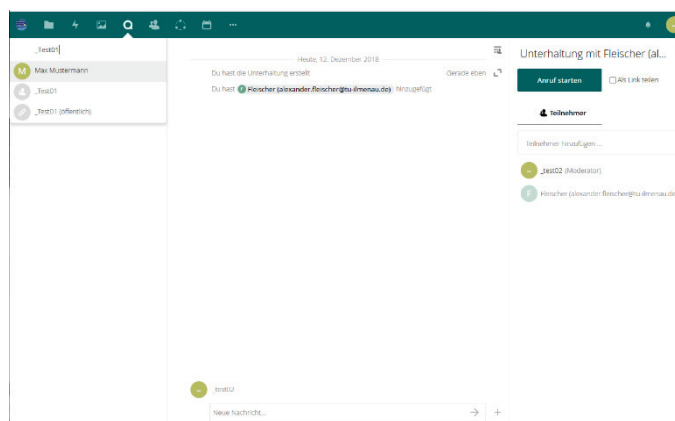 _Test01
Max Mustermann
_Test01
_Test01 (öffentlich)
Heute, 12. Dezember 2018
Du hast die Unterhaltung erstellt Gerade eben
Du hast F Fleischer (alexander.fleischer@tu-ilmenau.de) hinzugefügt
_test02
Neue Nachricht...
Unterhaltung mit Fleischer (al...
Anruf starten Als Link teilen
Teilnehmer
Teilnehmer hinzufügen ...
_test02 (Moderator)
F Fleischer (alexander.fleischer@tu-ilmenau.de